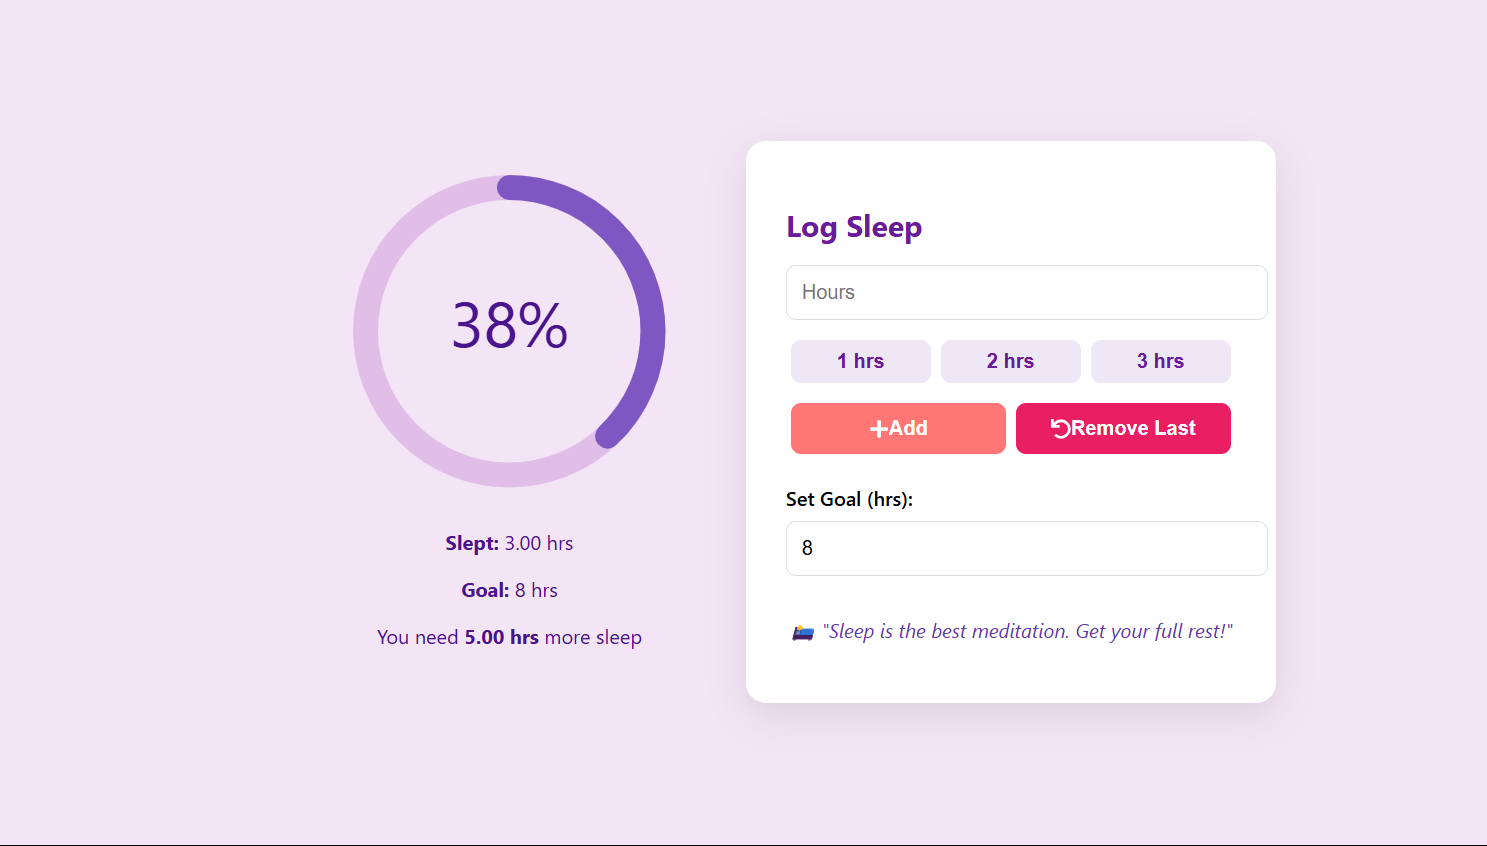 38%
Slept: 3.00 hrs
Goal: 8 hrs
You need 5.00 hrs more sleep
Log Sleep
Hours
1 hrs 2 hrs 3 hrs
Add Remove Last
Set Goal (hrs):
8
"Sleep is the best meditation. Get your full rest!"